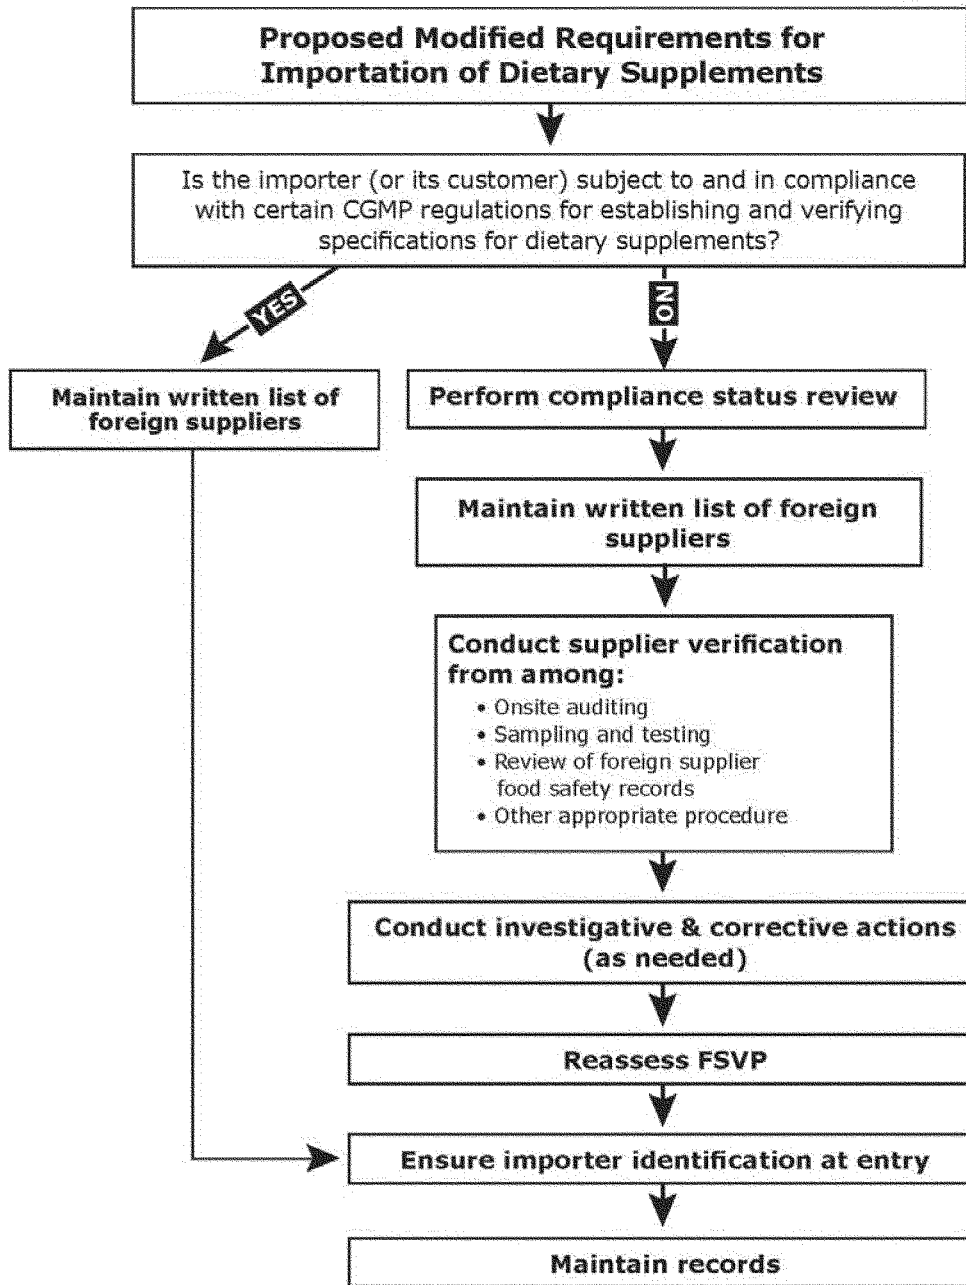 Proposed Modified Requirements for
Importation of Dietary Supplements
Is the importer (or its customer) subject to and in compliance
with certain CGMP regulations for establishing and verifying
specifications for dietary supplements?
YES
NO
Maintain written list of
foreign suppliers
Perform compliance status review
Maintain written list of foreign
suppliers
Conduct supplier verification
from among:
• Onsite auditing
• Sampling and testing
• Review of foreign supplier
food safety records
• Other appropriate procedure
Conduct investigative & corrective actions
(as needed)
Reassess FSVP
Ensure importer identification at entry
Maintain records